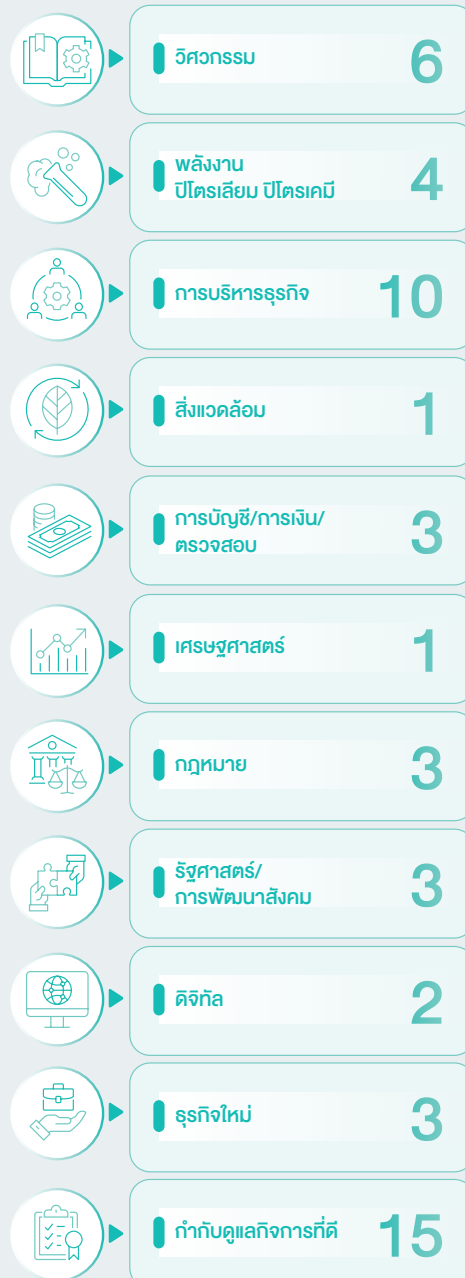 วิศวกรรม 6
พลังงาน
ปิโตรเลียม ปิโตรเคมี 4
การบริหารธุรกิจ 10
สิ่งแวดล้อม 1
การบัญชี/การเงิน/
ตรวจสอบ 3
เศรษฐศาสตร์ 1
กฎหมาย 3
รัฐศาสตร์/
การพัฒนาสังคม 3
ดิจิทัล 2
ธุรกิจใหม่ 3
กำกับดูแลกิจการที่ดี 15